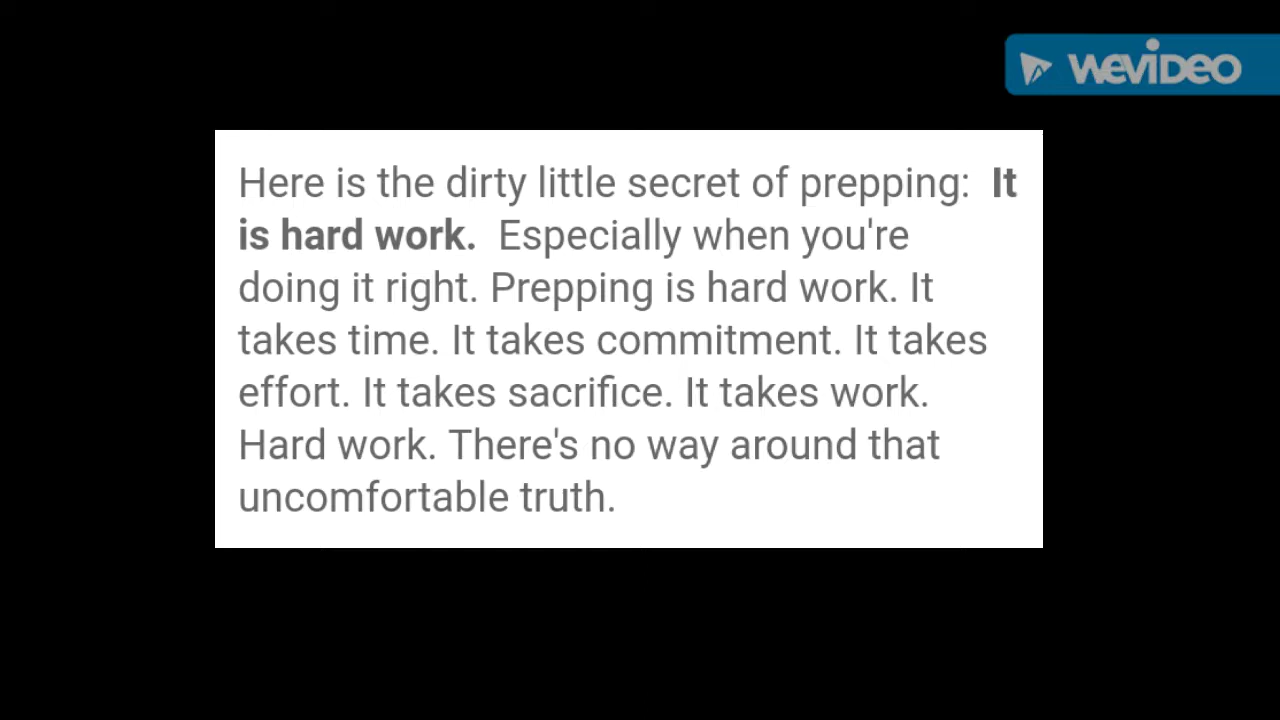 WEVIDEO
Here is the dirty little secret of prepping: It
is hard work. Especially when you're
doing it right. Prepping is hard work. It
takes time. It takes commitment. It takes
effort. It takes sacrifice. It takes work.
Hard work. There's no way around that
uncomfortable truth.